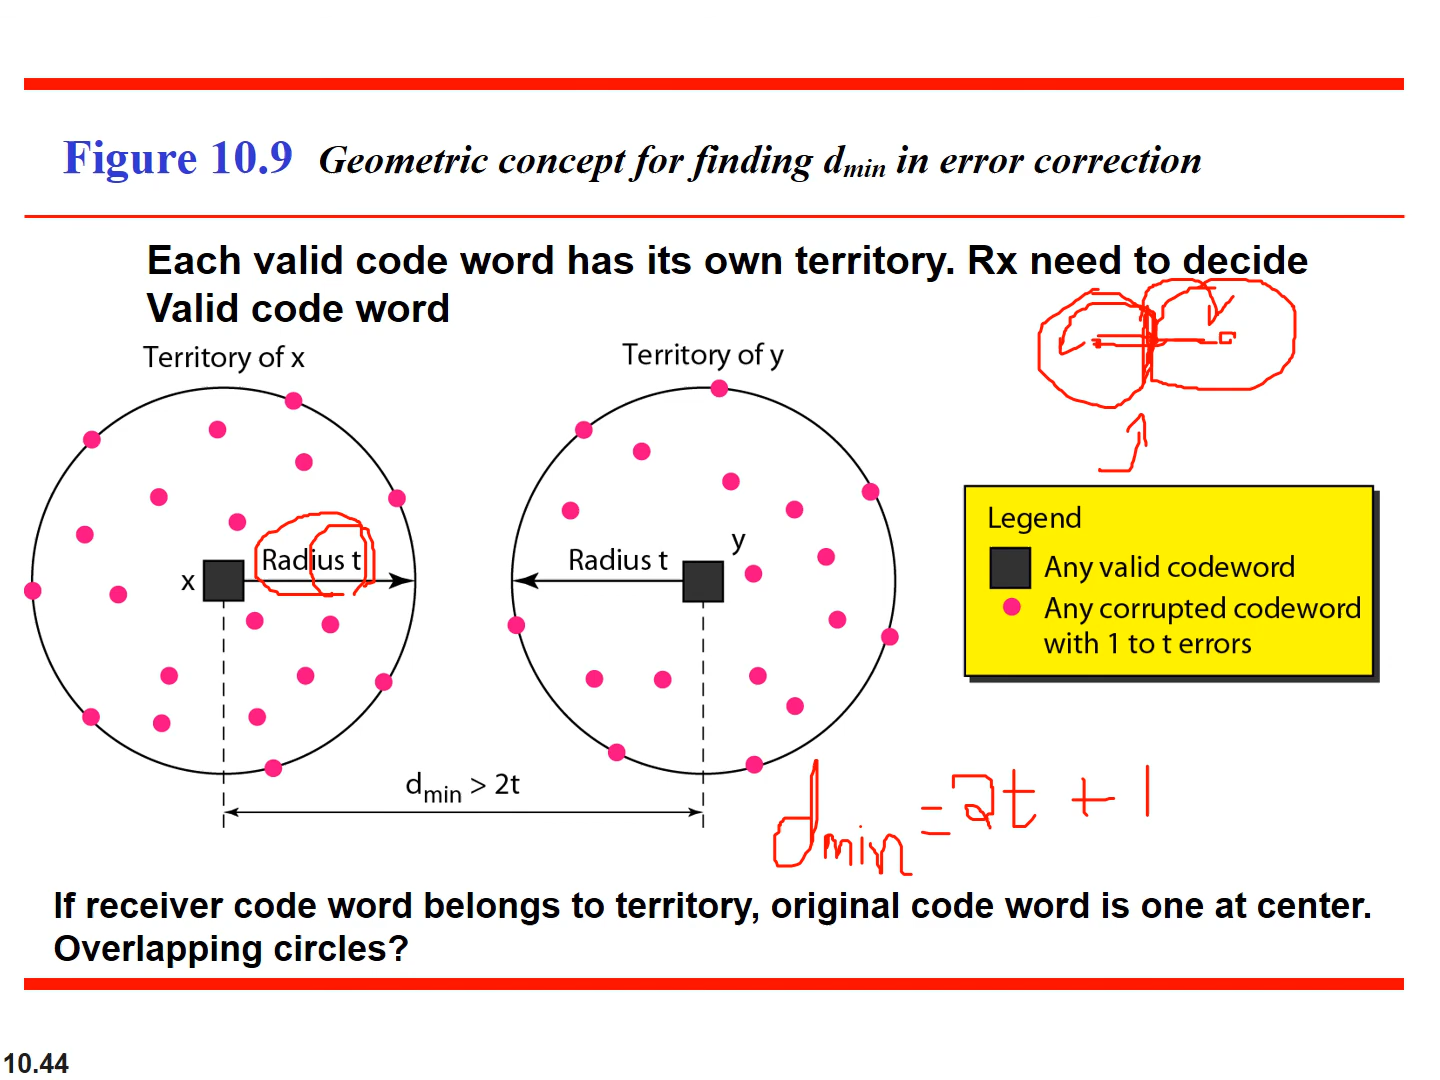 Figure 10.9 Geometric concept for finding dmin in error correction
Each valid code word has its own territory. Rx need to decide
Valid code word
Territory of x
Territory of y
x
Radius t
Radius t
y
Legend
Any valid codeword
Any corrupted codeword
with 1 to t errors
dmin > 2t
dmin = 2t + 1
If receiver code word belongs to territory, original code word is one at center.
Overlapping circles?
10.44